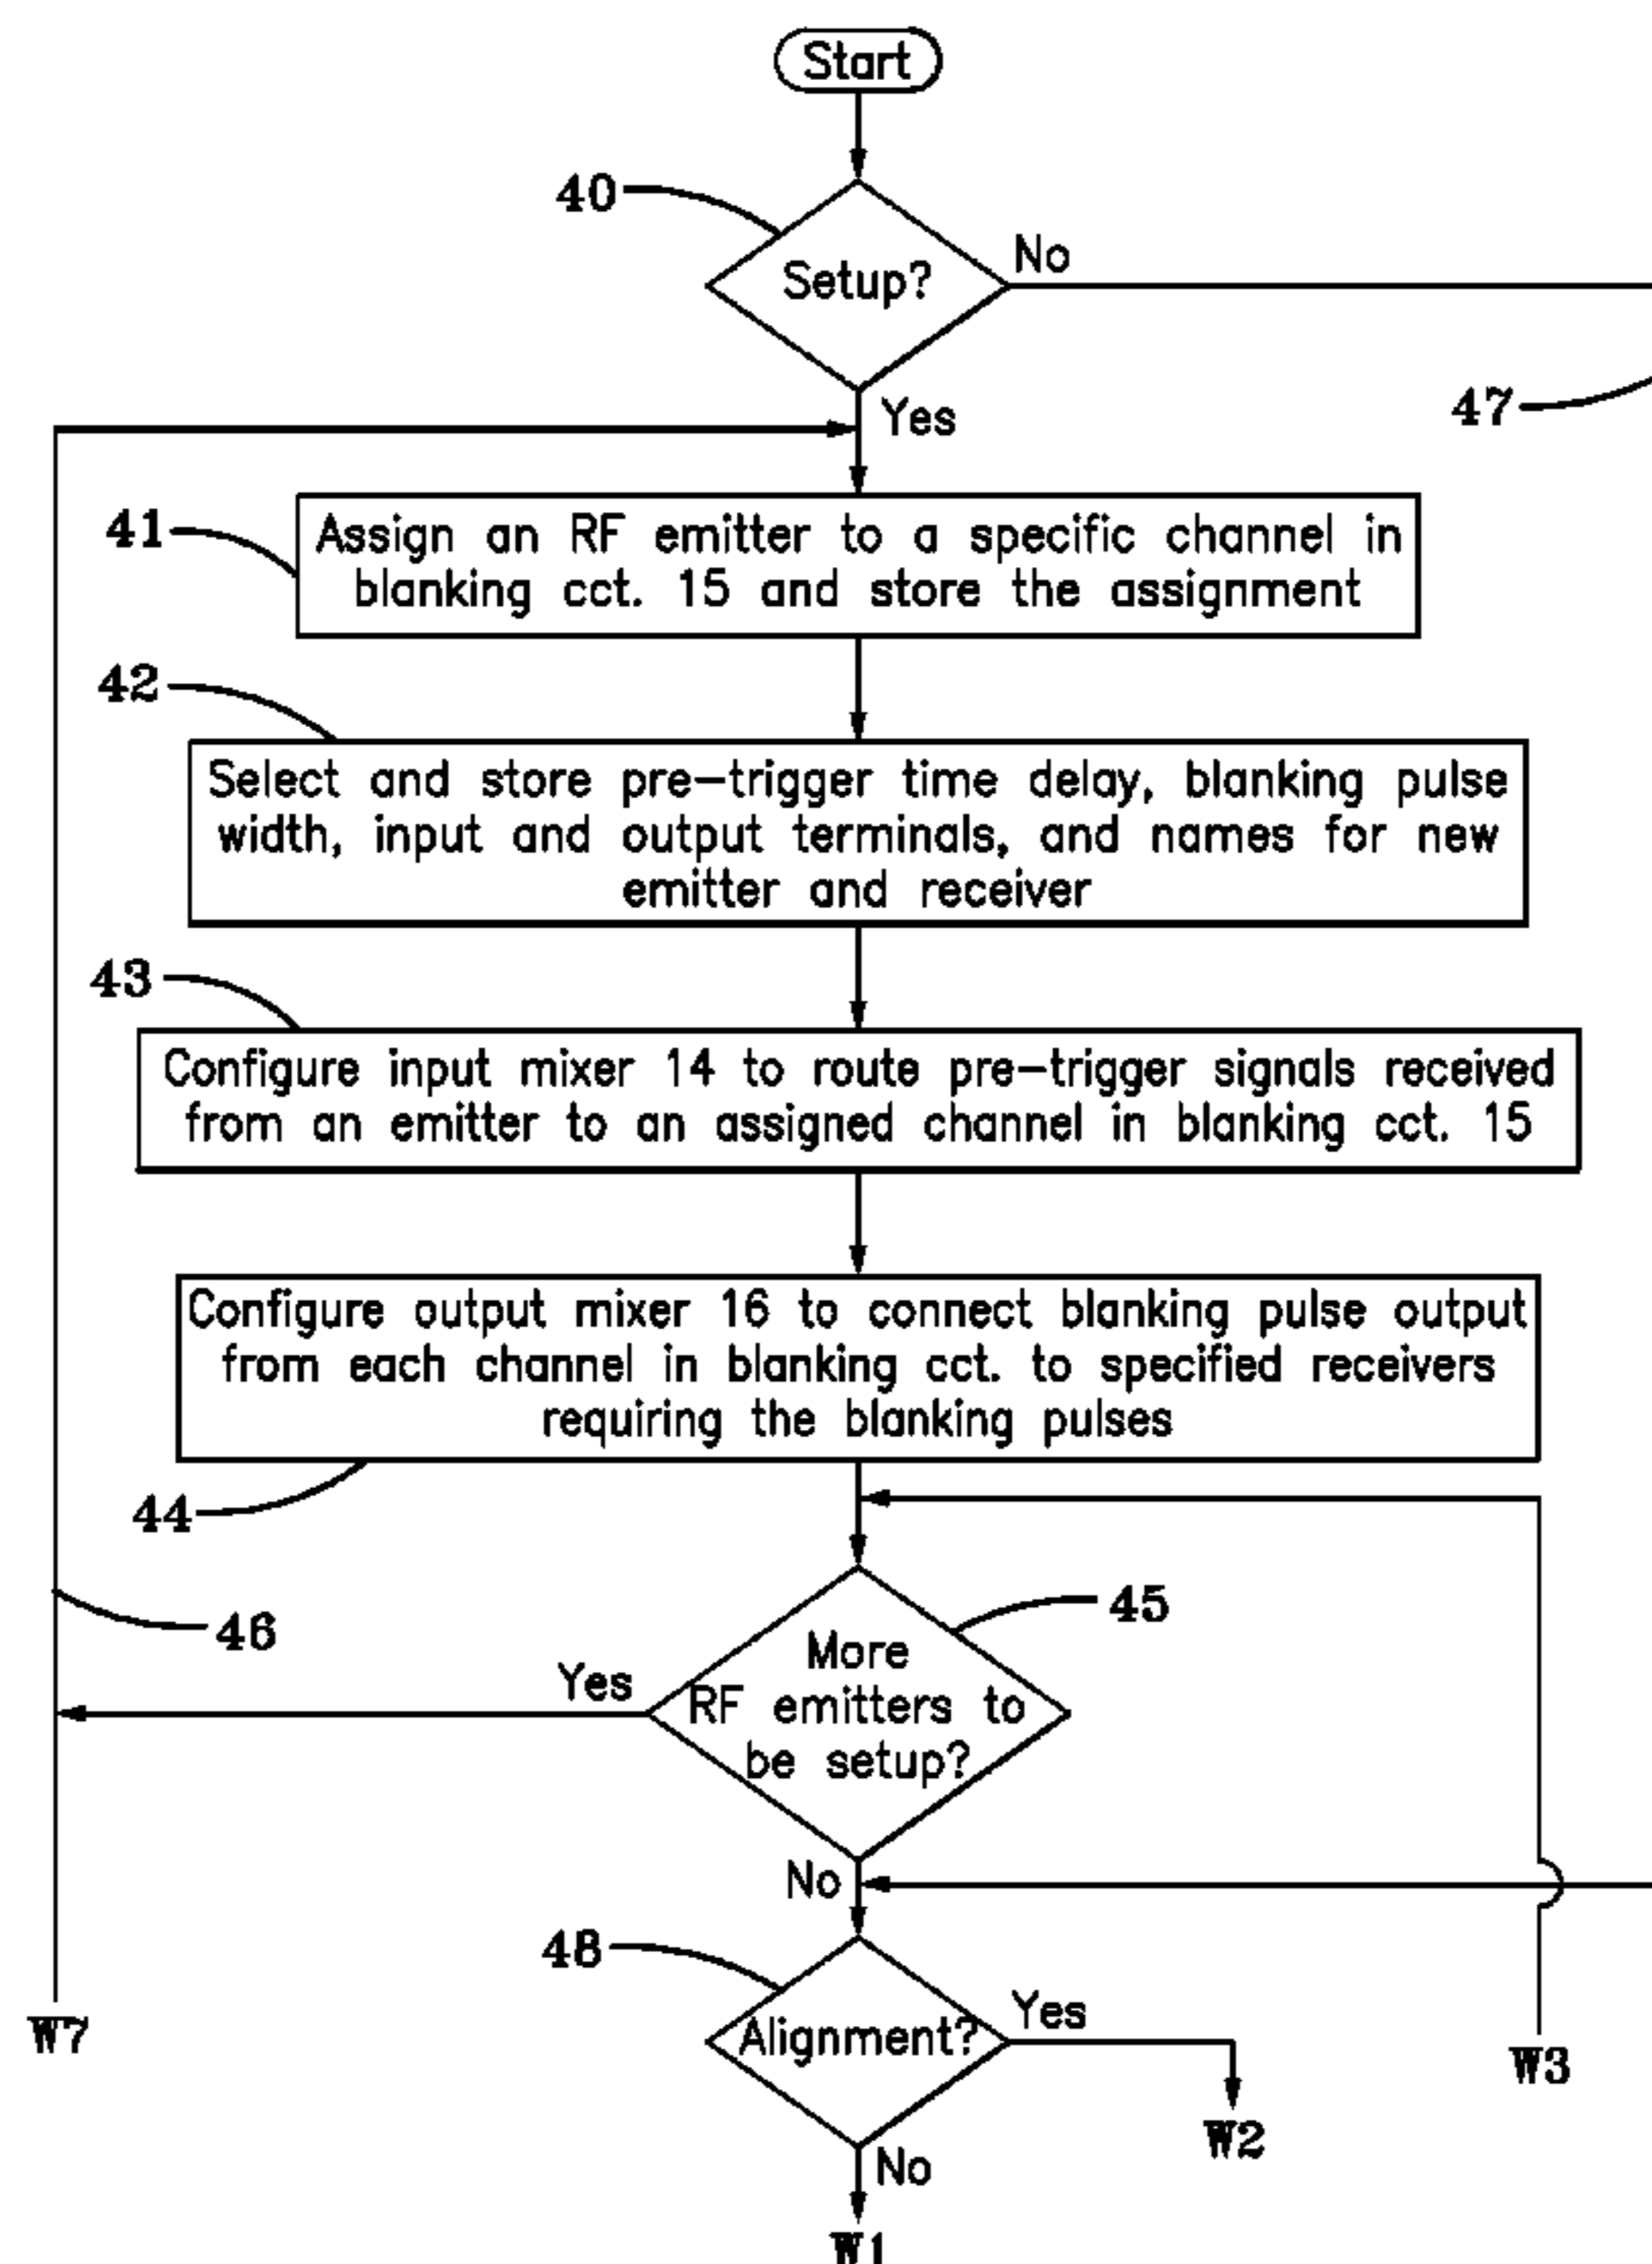 Start
40
Setup?
No
47
Yes
41
Assign an RF emitter to a specific channel in
blanking cct. 15 and store the assignment
42
Select and store pre-trigger time delay, blanking pulse
width, input and output terminals, and names for new
emitter and receiver
43
Configure input mixer 14 to route pre-trigger signals received
from an emitter to an assigned channel in blanking cct. 15
Configure output mixer 16 to connect blanking pulse output
from each channel in blanking cct. to specified receivers
requiring the blanking pulses
44
45
46
More
RF emitters to
be setup?
Yes
No
48
Alignment?
Yes
W7
W3
W2
No
W1